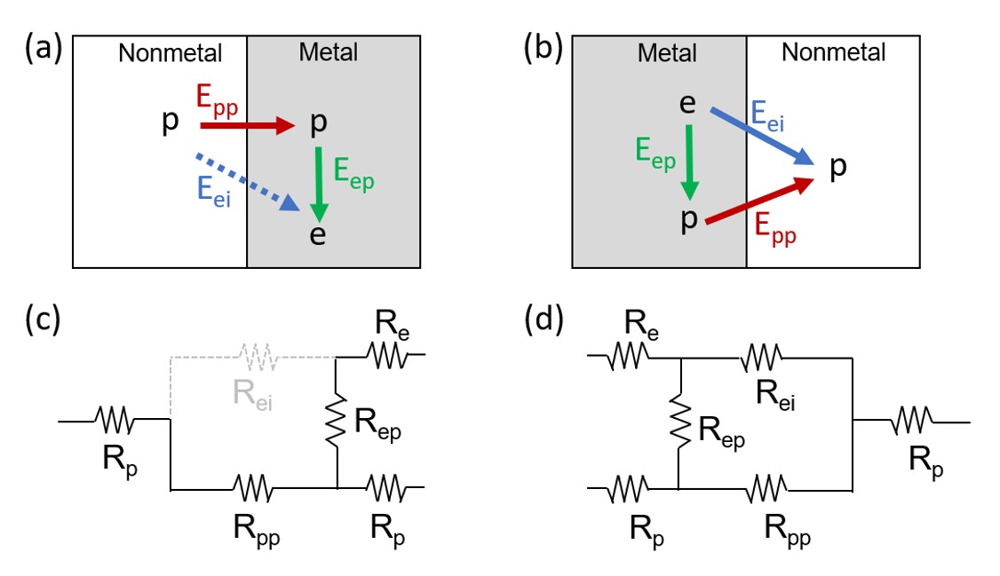 (a)
Nonmetal
Metal
Epp
p
p
Eei
Eep
e
(b)
Metal
Nonmetal
e
Eei
Eep
p
p
Epp
(c)
Re
Rei
Rep
Rp
Rpp
Rp
(d)
Re
Rei
Rep
Rp
Rp
Rpp